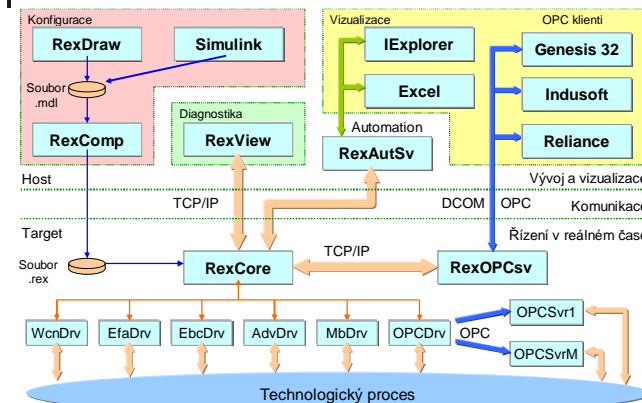 Konfigurace
RexDraw
Simulink
Soubor
.mdl
RexComp
Diagnostika
RexView
Vizualizace
IExplorer
Excel
Automation
RexAutSv
OPC klienti
Genesis 32
Indusoft
Reliance
Host
Vývoj a vizualizace
TCP/IP
DCOM
OPC
Komunikace
Target
Řízení v reálném čase
Soubor
.rex
RexCore
TCP/IP
RexOPCsv
WcnDrv
EfaDrv
EbcDrv
AdvDrv
MbDrv
OPCDrv
OPC
OPCSvr1
OPCSvrM
Technologický proces